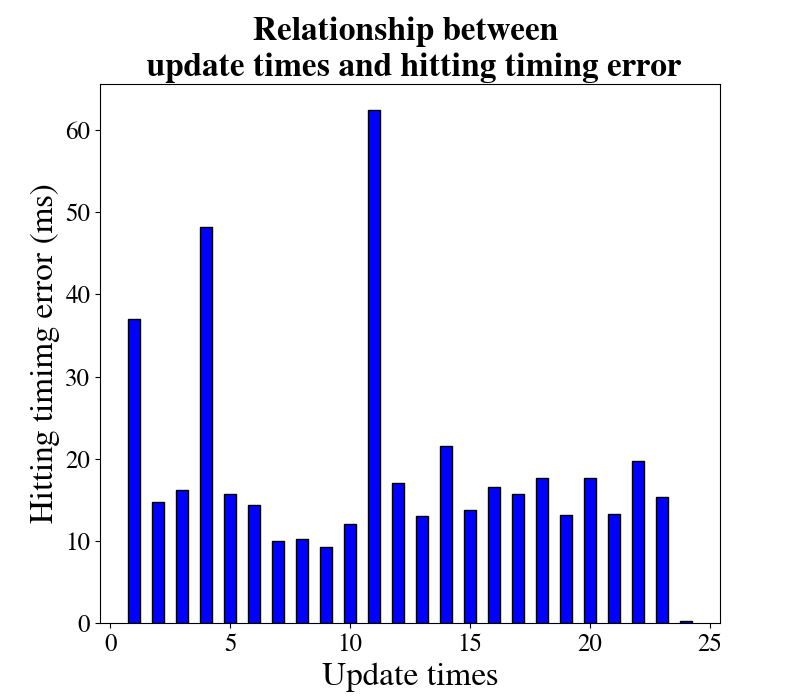 Relationship between
update times and hitting timing error
Hitting timimg error (ms)
60
50
40
30
20
10
0
0 5 10 15 20 25
Update times